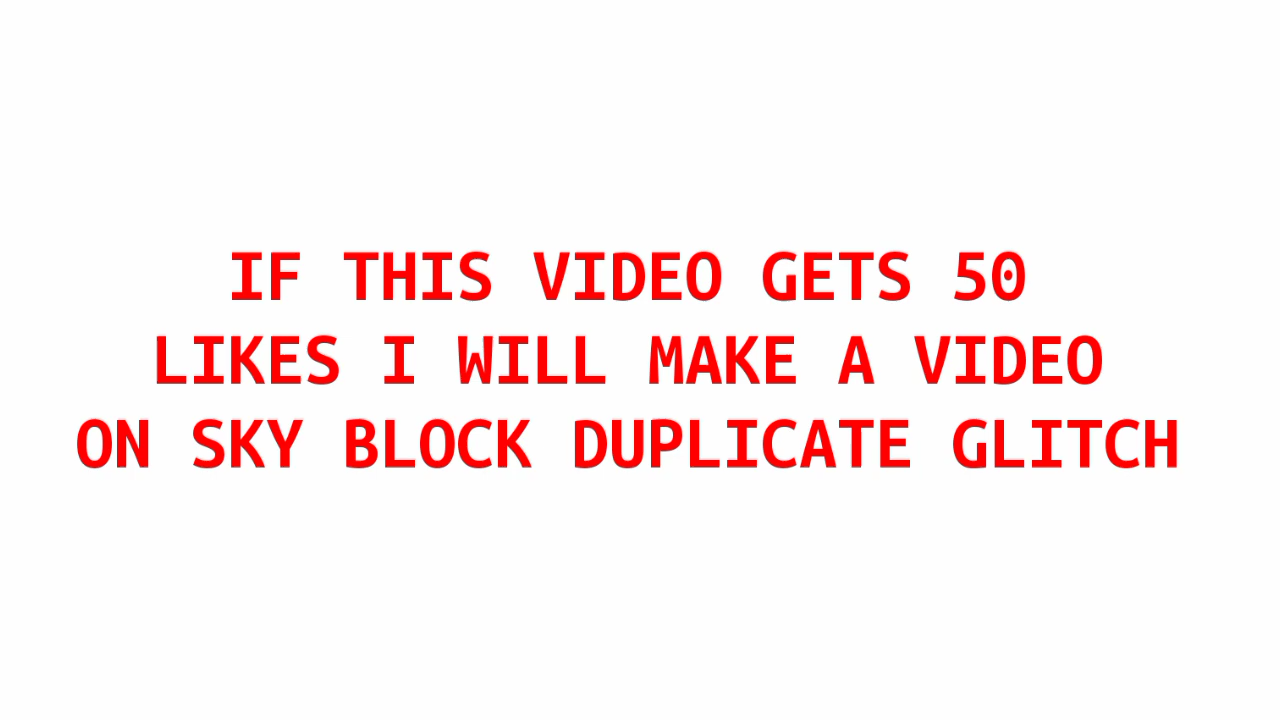 IF THIS VIDEO GETS 50
LIKES I WILL MAKE A VIDEO
ON SKY BLOCK DUPLICATE GLITCH